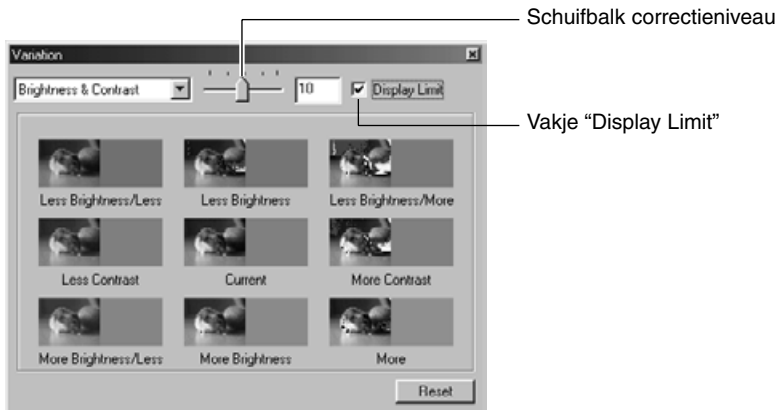 Schuifbalk correctieniveau
Variation
Brightness & Contrast
10
Display Limit
Vakje “Display Limit”
Less Brightness/Less
Less Brightness
Less Brightness/More
Less Contrast
Current
More Contrast
More Brightness/Less
More Brightness
More
Reset